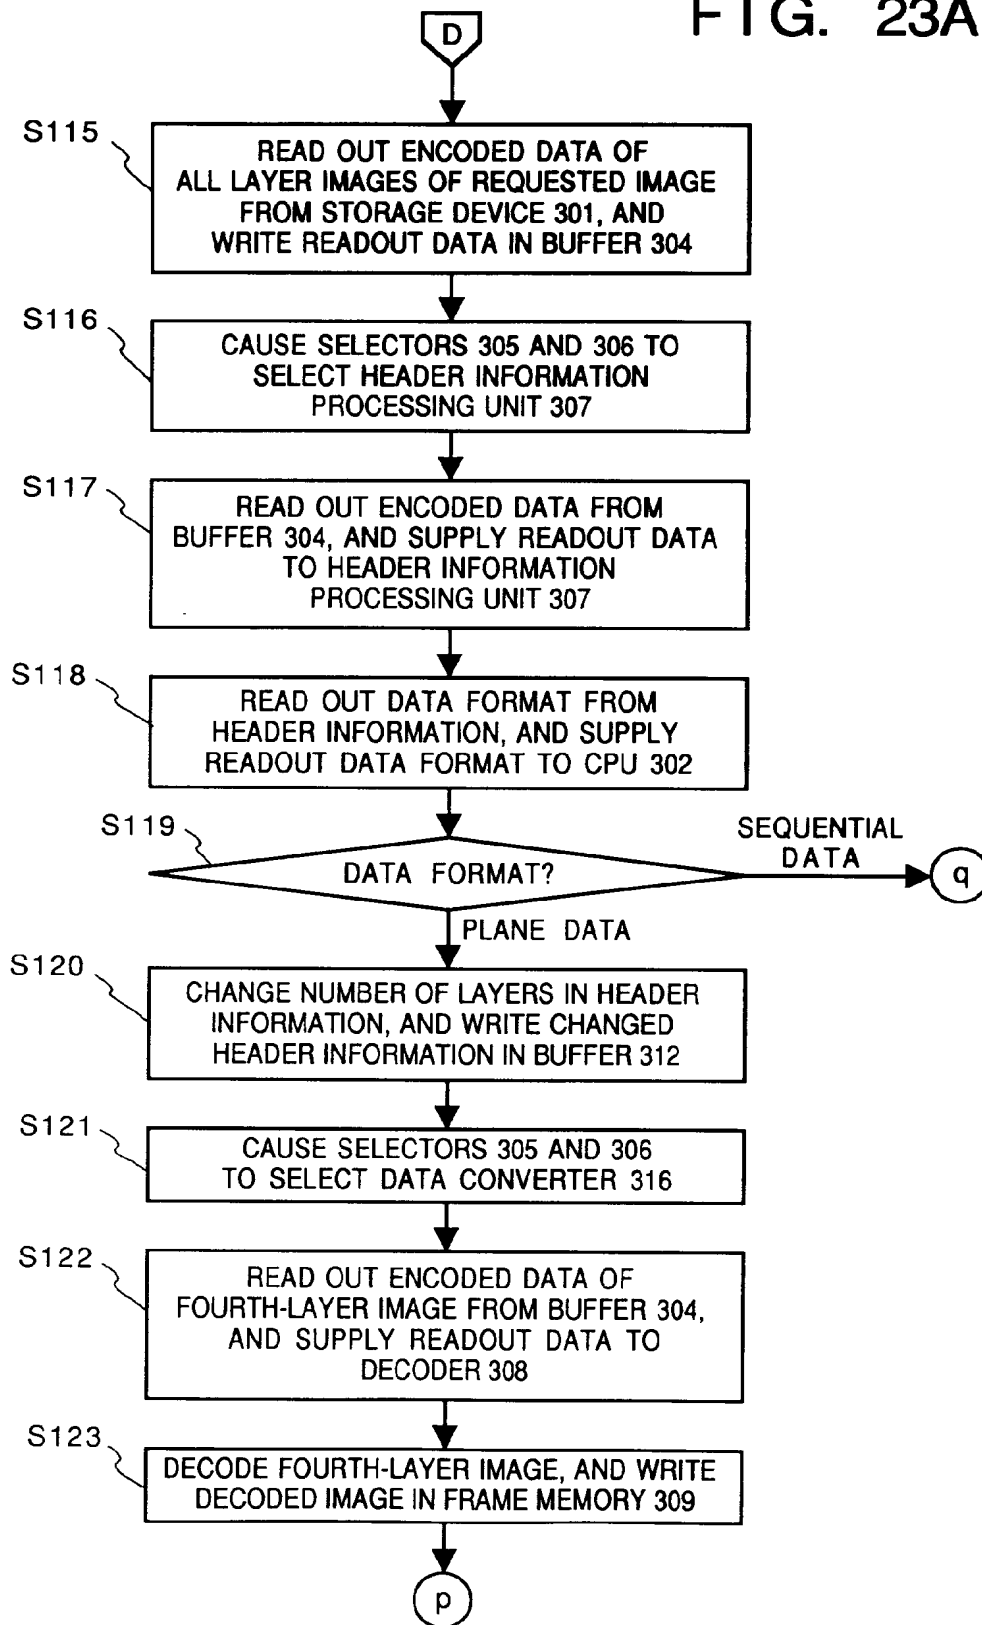 FIG. 23A
D
S115
READ OUT ENCODED DATA OF
ALL LAYER IMAGES OF REQUESTED IMAGE
FROM STORAGE DEVICE 301, AND
WRITE READOUT DATA IN BUFFER 304
S116
CAUSE SELECTORS 305 AND 306 TO
SELECT HEADER INFORMATION
PROCESSING UNIT 307
S117
READ OUT ENCODED DATA FROM
BUFFER 304, AND SUPPLY READOUT DATA
TO HEADER INFORMATION
PROCESSING UNIT 307
S118
READ OUT DATA FORMAT FROM
HEADER INFORMATION, AND SUPPLY
READOUT DATA FORMAT TO CPU 302
S119
DATA FORMAT?
SEQUENTIAL
DATA
q
PLANE DATA
S120
CHANGE NUMBER OF LAYERS IN HEADER
INFORMATION, AND WRITE CHANGED
HEADER INFORMATION IN BUFFER 312
S121
CAUSE SELECTORS 305 AND 306
TO SELECT DATA CONVERTER 316
S122
READ OUT ENCODED DATA OF
FOURTH-LAYER IMAGE FROM BUFFER 304,
AND SUPPLY READOUT DATA TO
DECODER 308
S123
DECODE FOURTH-LAYER IMAGE, AND WRITE
DECODED IMAGE IN FRAME MEMORY 309
p